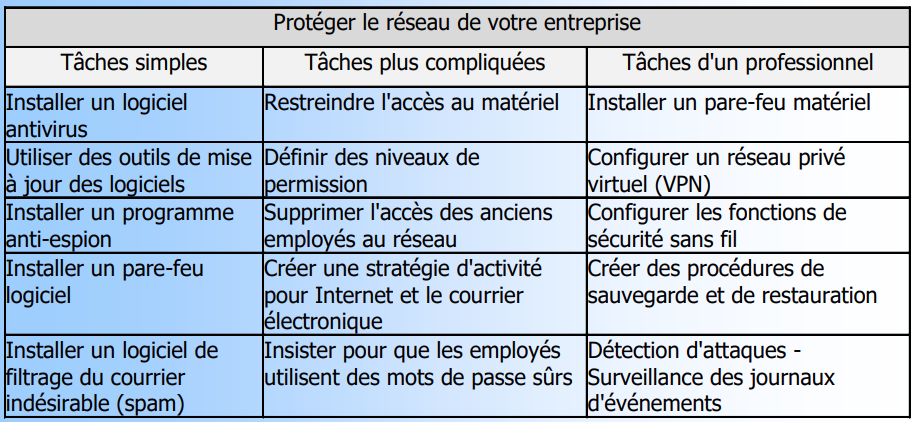 Protéger le réseau de votre entreprise
Tâches simples
Tâches plus compliquées
Tâches d'un professionnel
Installer un logiciel
antivirus
Restreindre l'accès au matériel
Installer un pare-feu matériel
Utiliser des outils de mise
à jour des logiciels
Définir des niveaux de
permission
Configurer un réseau privé
virtuel (VPN)
Installer un programme
anti-espion
Supprimer l'accès des anciens
employés au réseau
Configurer les fonctions de
sécurité sans fil
Installer un pare-feu
logiciel
Créer une stratégie d'activité
pour Internet et le courrier
électronique
Créer des procédures de
sauvegarde et de restauration
Installer un logiciel de
filtrage du courrier
indésirable (spam)
Insister pour que les employés
utilisent des mots de passe sûrs
Détection d'attaques -
Surveillance des journaux
d'événements